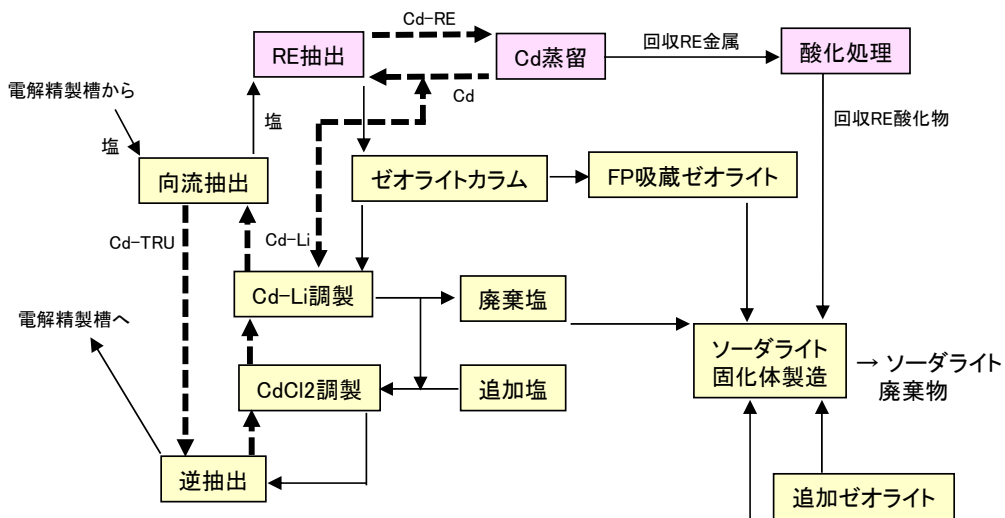 Cd-RE
RE抽出
Cd蒸留
回収RE金属
酸化処理
電解精製槽から
Cd
塩
塩
回収RE酸化物
向流抽出
ゼオライトカラム
FP吸蔵ゼオライト
Cd-TRU
Cd-Li
Cd-Li調製
廃棄塩
電解精製槽へ
ソーダライト
固化体製造
→ ソーダライト
廃棄物
CdCl2調製
追加塩
逆抽出
追加ゼオライト